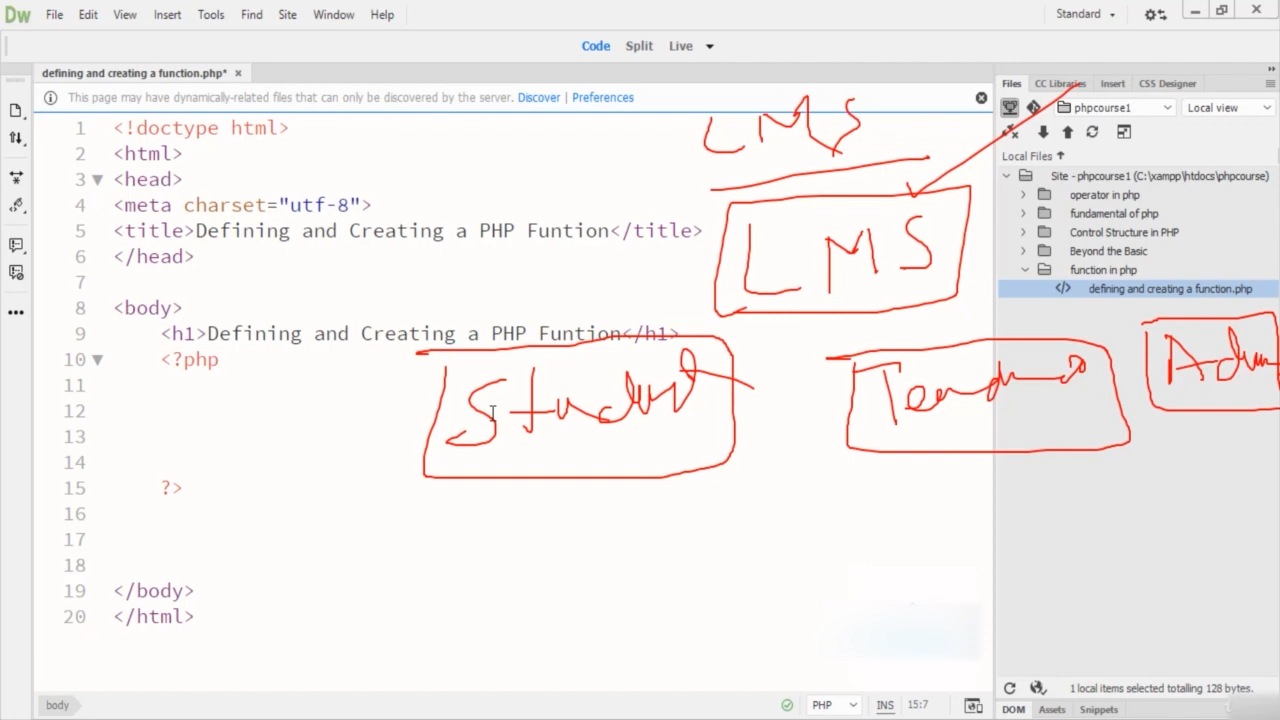 Dw File Edit View Insert Tools Find Site Window Help Standard
Code Split Live
defining and creating a function.php* ×
This page may have dynamically-related files that can only be discovered by the server. Discover | Preferences
1 <!doctype html>
2 <html>
3 <head>
4 <meta charset="utf-8">
5 <title>Defining and Creating a PHP Funtion</title>
6 </head>
7
8 <body>
9 <h1>Defining and Creating a PHP Funtion</h1>
10 <?php
11
12
13
14
15 ?>
16
17
18
19 </body>
20 </html>
LMS
LMS
Student
body
PHP INS 15:7
Files CC Libraries Insert CSS Designer
phpcourse1 Local view
Local Files
Site - phpcourse1 (C:\xampp\htdocs\phpcourse)
operator in php
fundamental of php
Control Structure in PHP
Beyond the Basic
function in php
</> defining and creating a function.php
1 local items selected totalling 128 bytes.
DOM Assets Snippets